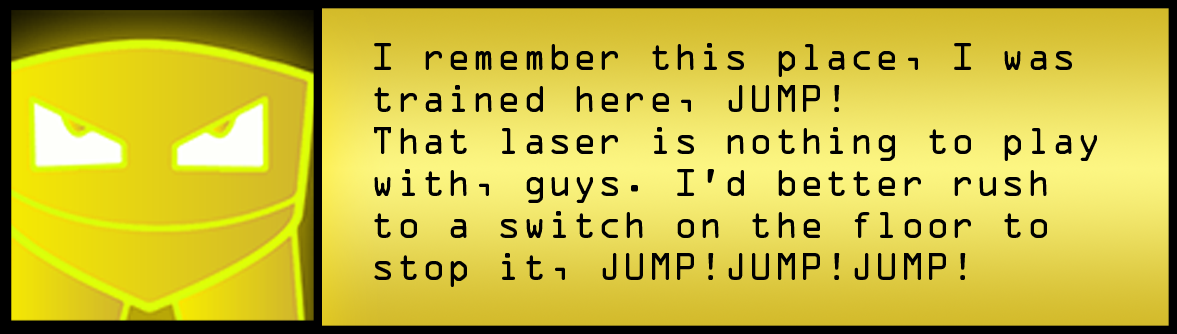 I remember this place, I was
trained here, JUMP!
That laser is nothing to play
with, guys. I'd better rush
to a switch on the floor to
stop it, JUMP!JUMP!JUMP!